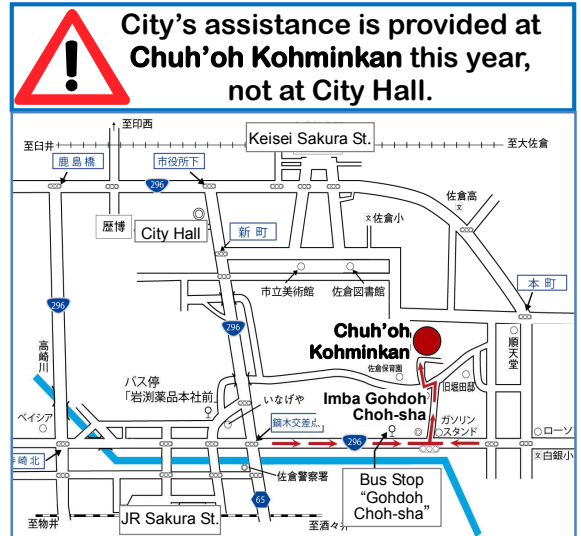 City's assistance is provided at
Chuh'oh Kohminkan this year,
not at City Hall.
至印西
至臼井
Keisei Sakura St.
至大佐倉
鹿島橋
市役所下
296
佐倉高
文
歴博
City Hall
新町
文佐倉小
市立美術館
佐倉図書館
本町
296
296
Chuh'oh
Kohminkan
順天堂
高崎川
佐倉保育園
旧堀田邸
バス停
「岩渕薬品本社前」
いなげや
Imba Gohdoh
Choh-sha
ベイシア
鏑木交差点
ガソリン
スタンド
ローソ
296
崎北
文白銀小
佐倉警察署
Bus Stop
"Gohdoh
Choh-sha"
65
JR Sakura St.
至物井
至酒々井